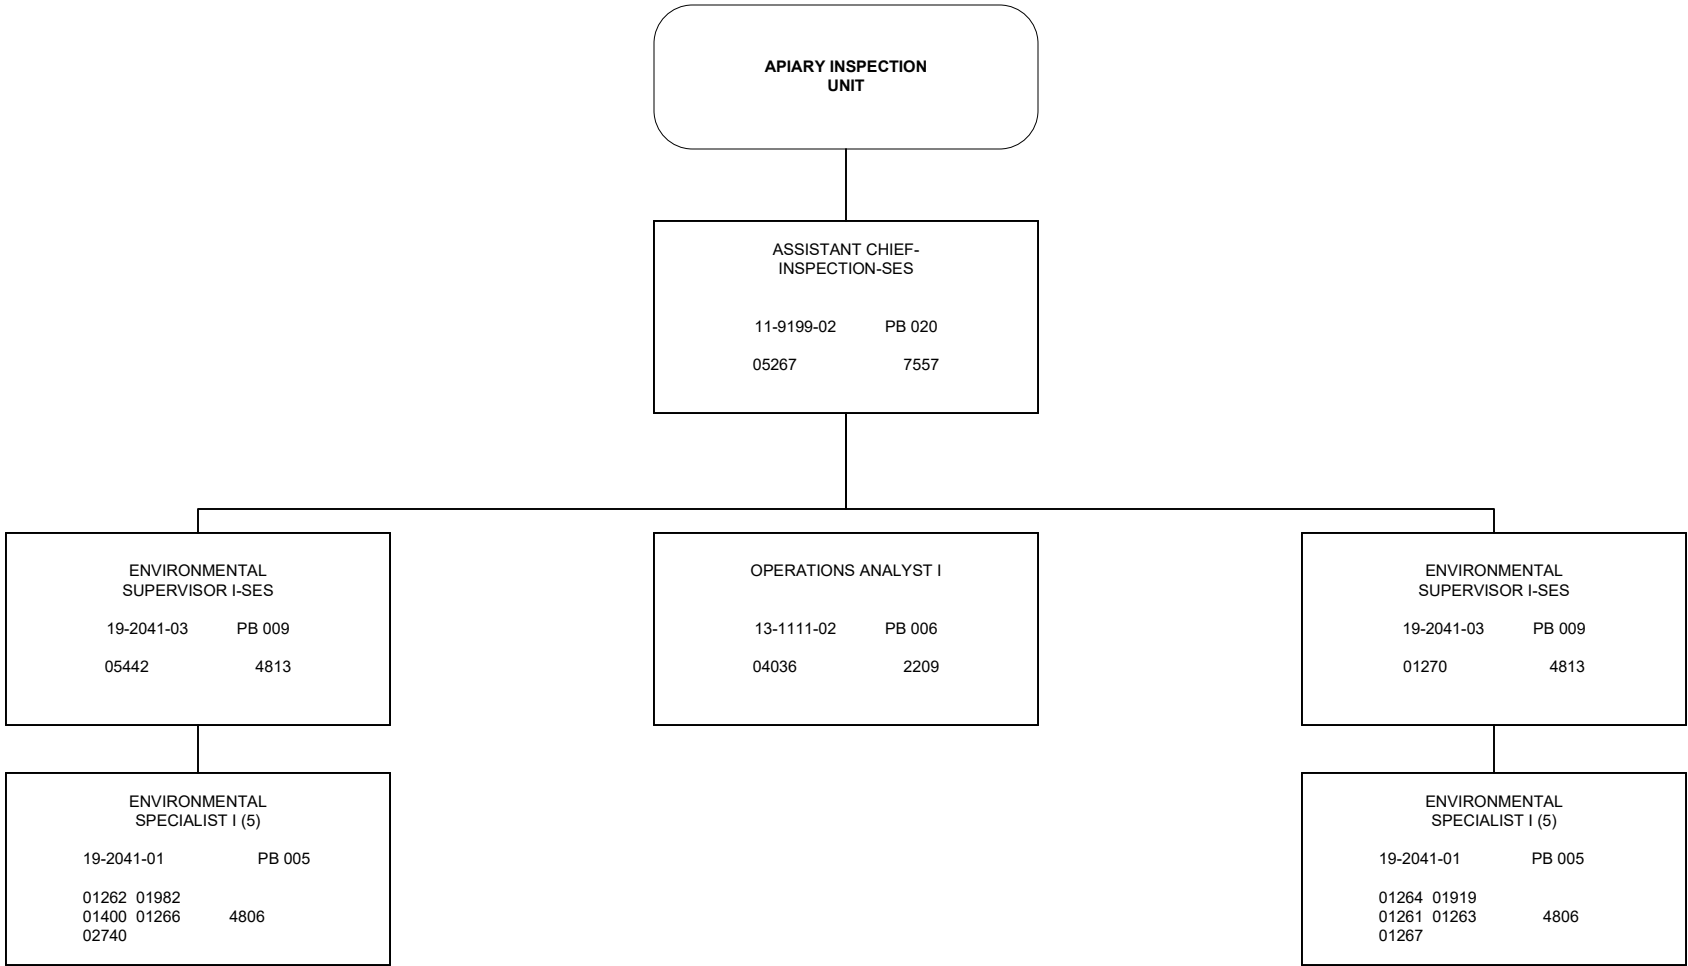 APIARY INSPECTION
UNIT
ASSISTANT CHIEF-
INSPECTION-SES
11-9199-02 PB 020
05267 7557
ENVIRONMENTAL
SUPERVISOR I-SES
19-2041-03 PB 009
05442 4813
OPERATIONS ANALYST I
13-1111-02 PB 006
04036 2209
ENVIRONMENTAL
SUPERVISOR I-SES
19-2041-03 PB 009
01270 4813
ENVIRONMENTAL
SPECIALIST I (5)
19-2041-01 PB 005
01262 01982
01400 01266 4806
02740
ENVIRONMENTAL
SPECIALIST I (5)
19-2041-01 PB 005
01264 01919
01261 01263 4806
01267